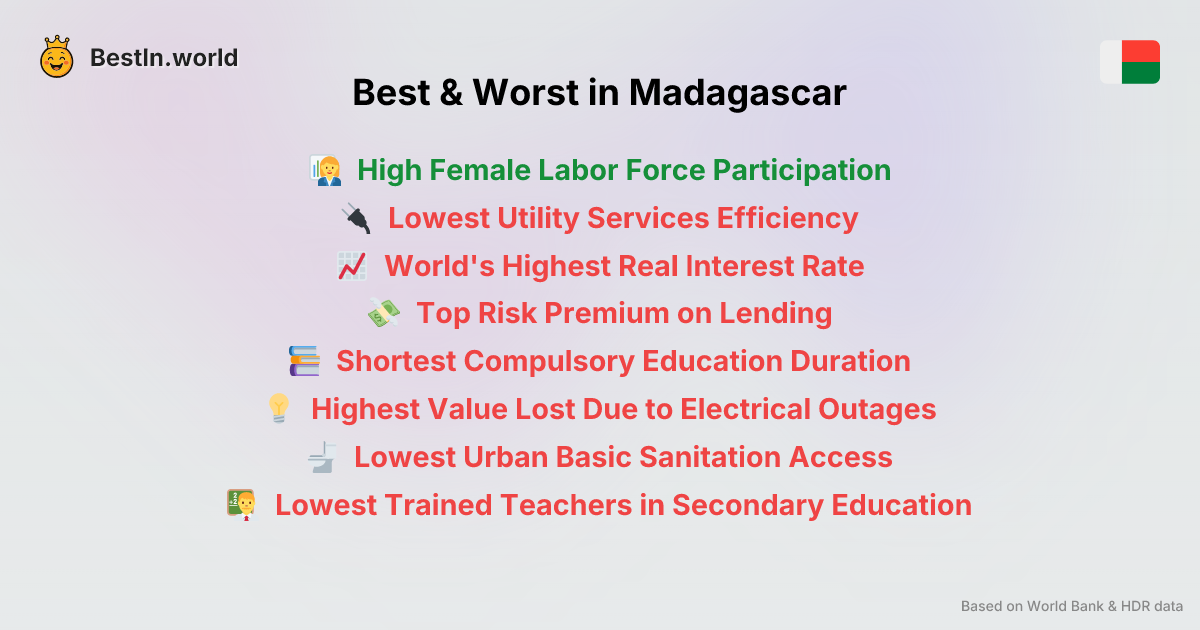 BestIn.world
Best & Worst in Madagascar
High Female Labor Force Participation
Lowest Utility Services Efficiency
World's Highest Real Interest Rate
Top Risk Premium on Lending
Shortest Compulsory Education Duration
Highest Value Lost Due to Electrical Outages
Lowest Urban Basic Sanitation Access
Lowest Trained Teachers in Secondary Education
Based on World Bank & HDR data